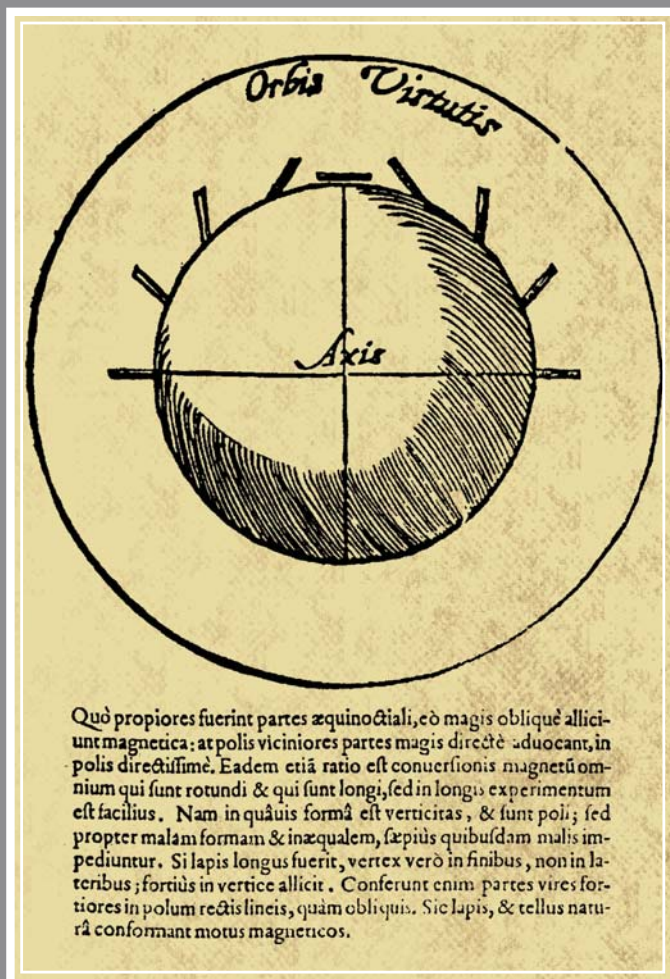 Orbis Virtutis
Axis
Quò propiores fuerint partes æquinoctiali, eò magis obliquè allici-
unt magnetica: at polis viciniores partes magis directè aduocant, in
polis directissimè. Eadem etiã ratio est conuersionis magnetũ om-
nium qui sunt rotundi & qui sunt longi, sed in longis experimentum
est facilius. Nam in quâuis formâ est verticitas, & sunt poli; sed
propter malam formam & inæqualem, sæpiùs quibusdam malis im-
pediuntur. Si lapis longus fuerit, vertex verò in finibus, non in la-
teribus; fortiùs in vertice allicit. Conferunt enim partes vires for-
tiores in polum rectis lineis, quàm obliquis. Sic lapis, & tellus natu-
râ conformant motus magneticos.